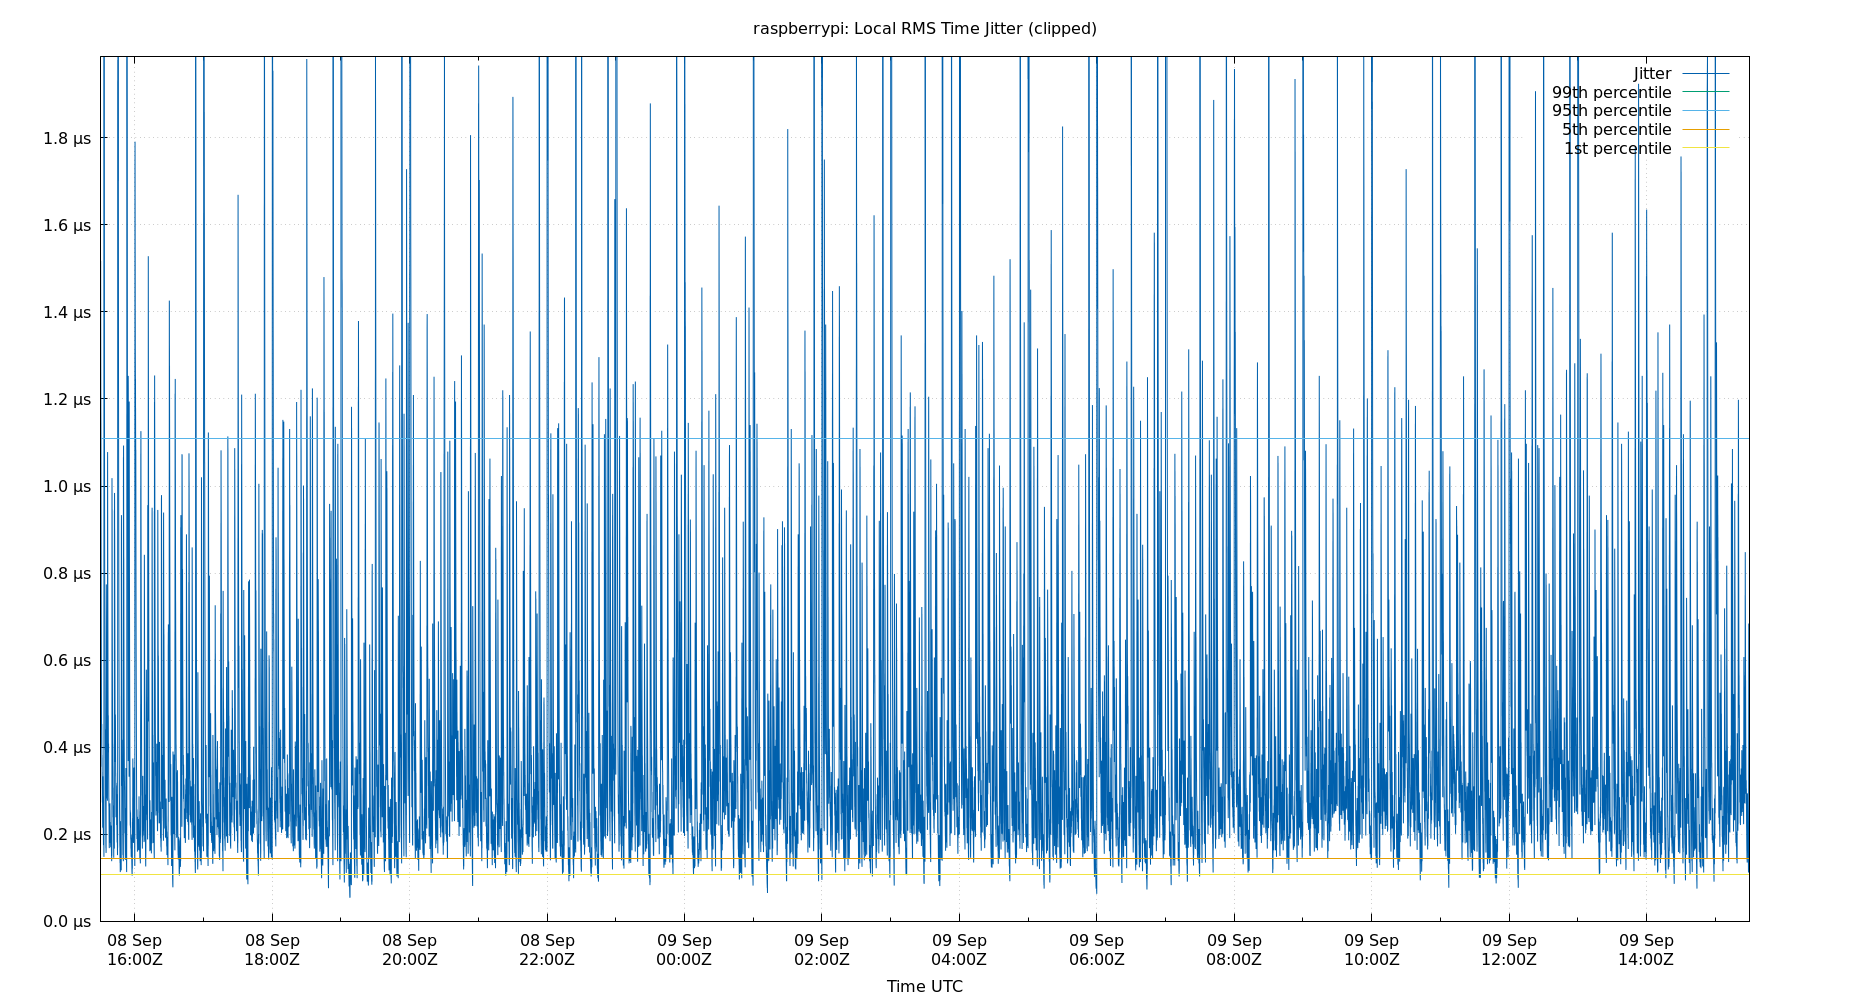 raspberrypi: Local RMS Time Jitter (clipped)
Jitter
99th percentile
95th percentile
5th percentile
1st percentile
1.8 μs
1.6 μs
1.4 μs
1.2 μs
1.0 μs
0.8 μs
0.6 μs
0.4 μs
0.2 μs
0.0 μs
08 Sep 08 Sep 08 Sep 08 Sep 09 Sep 09 Sep 09 Sep 09 Sep 09 Sep 09 Sep 09 Sep 09 Sep
16:00Z 18:00Z 20:00Z 22:00Z 00:00Z 02:00Z 04:00Z 06:00Z 08:00Z 10:00Z 12:00Z 14:00Z
Time UTC